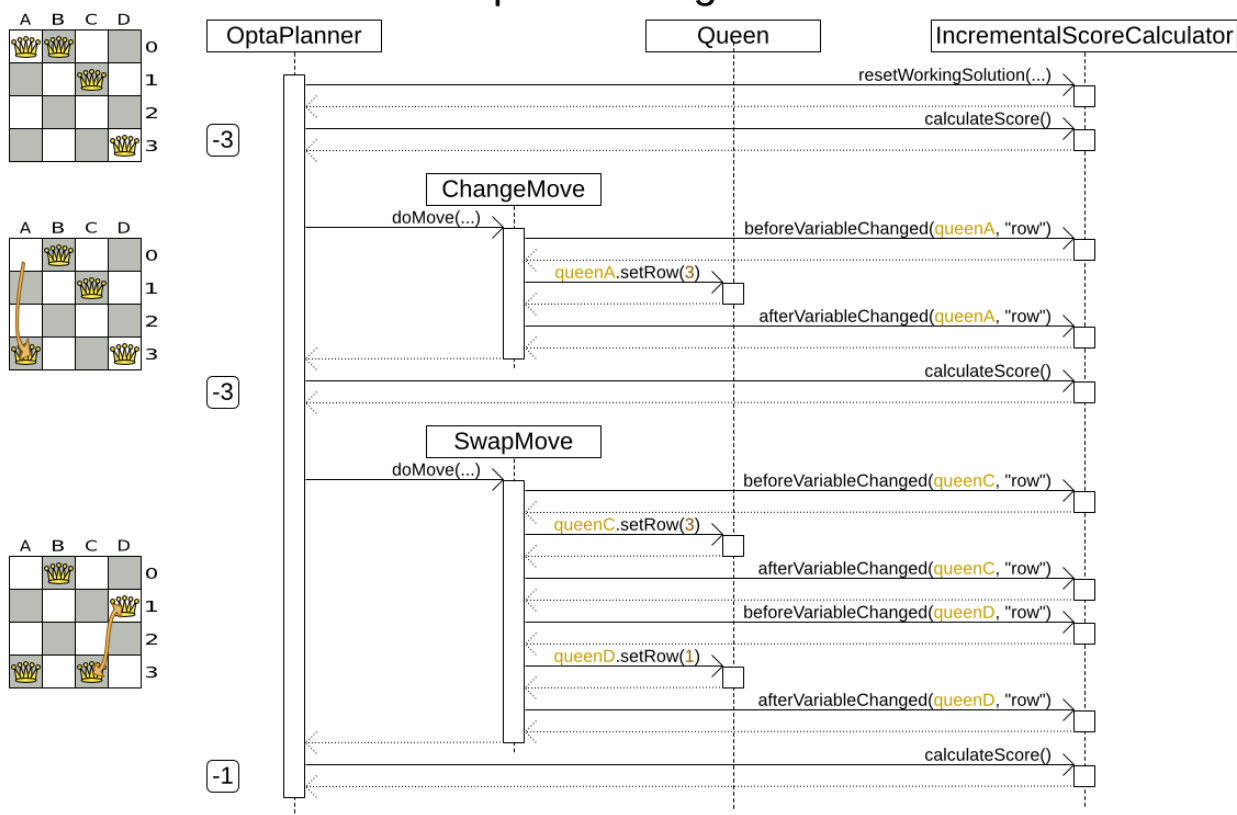 A B C D
0
1
2
3
OptaPlanner
Queen
IncrementalScoreCalculator
resetWorkingSolution(...)
calculateScore()
-3
ChangeMove
doMove(...)
A B C D
0
1
2
3
beforeVariableChanged(queenA, "row")
queenA.setRow(3)
afterVariableChanged(queenA, "row")
calculateScore()
-3
SwapMove
doMove(...)
beforeVariableChanged(queenC, "row")
queenC.setRow(3)
A B C D
0
1
2
3
afterVariableChanged(queenC, "row")
beforeVariableChanged(queenD, "row")
queenD.setRow(1)
afterVariableChanged(queenD, "row")
calculateScore()
-1